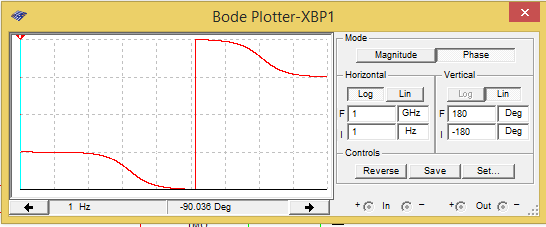 Bode Plotter-XBP1
Mode
Magnitude Phase
Horizontal Vertical
Log Lin Log Lin
F 1 GHz F 180 Deg
I 1 Hz I -180 Deg
Controls
Reverse Save Set...
1 Hz -90.036 Deg
+ In − + Out −